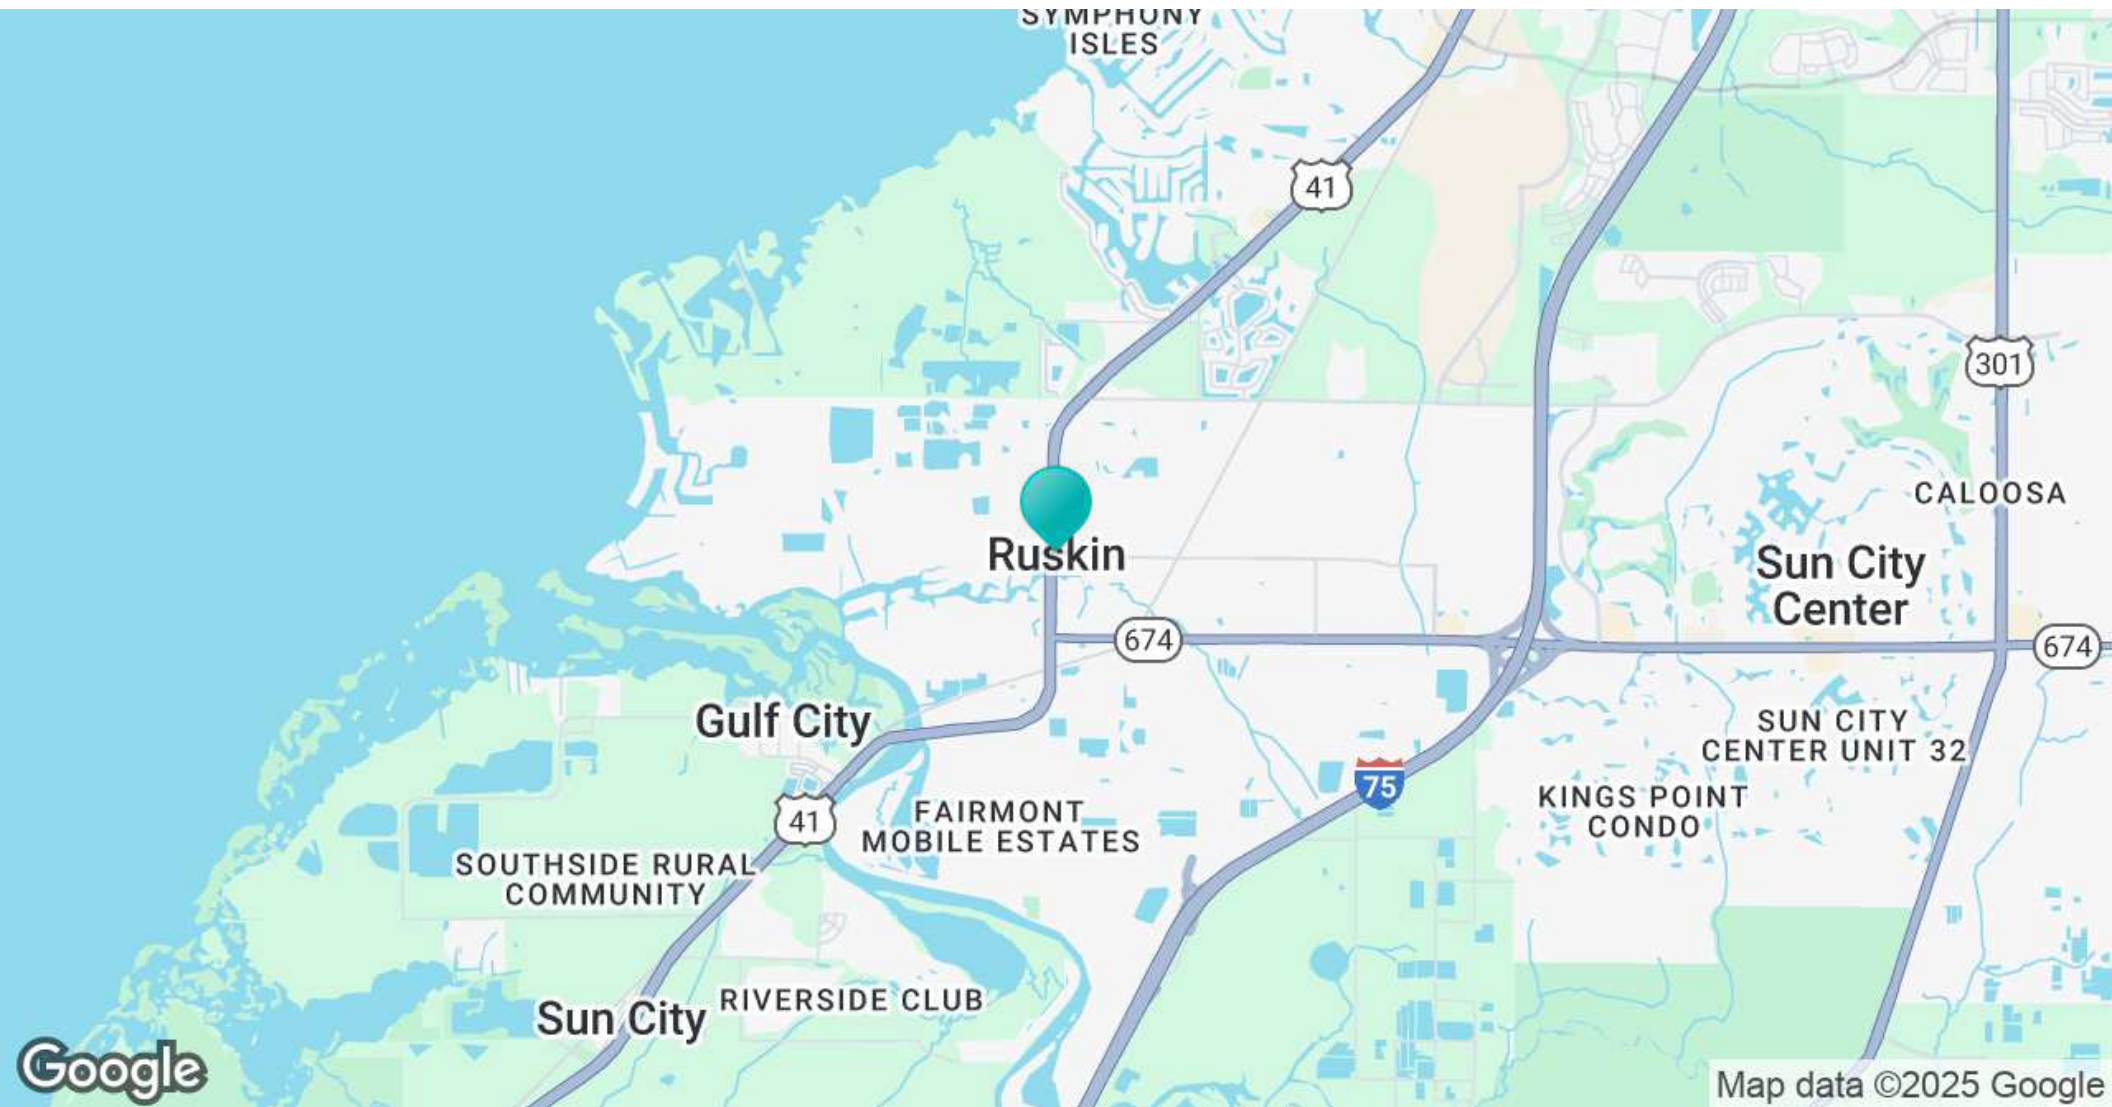 SYMPHONY
ISLES
41
301
CALOOSA
Ruskin
Sun City
Center
674
674
Gulf City
SUN CITY
CENTER UNIT 32
75
KINGS POINT
CONDO
41
FAIRMONT
MOBILE ESTATES
SOUTHSIDE RURAL
COMMUNITY
RIVERSIDE CLUB
Sun City
Google
Map data ©2025 Google